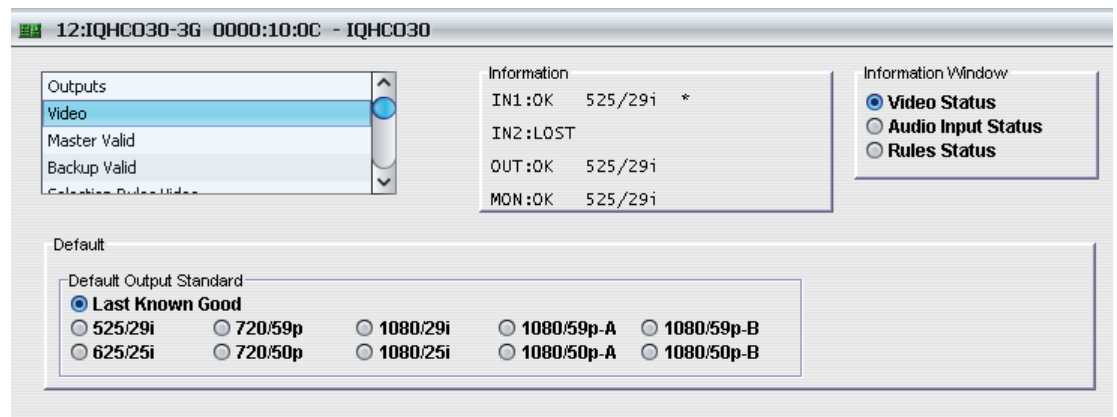 12:IQHCO30-3G 0000:10:0C - IQHCO30
Outputs
Video
Master Valid
Backup Valid
Selection Rules Video
Information
IN1:OK 525/29i *
IN2:LOST
OUT:OK 525/29i
MON:OK 525/29i
Information Window
Video Status
Audio Input Status
Rules Status
Default
Default Output Standard
Last Known Good
525/29i 720/59p 1080/29i 1080/59p-A 1080/59p-B
625/25i 720/50p 1080/25i 1080/50p-A 1080/50p-B